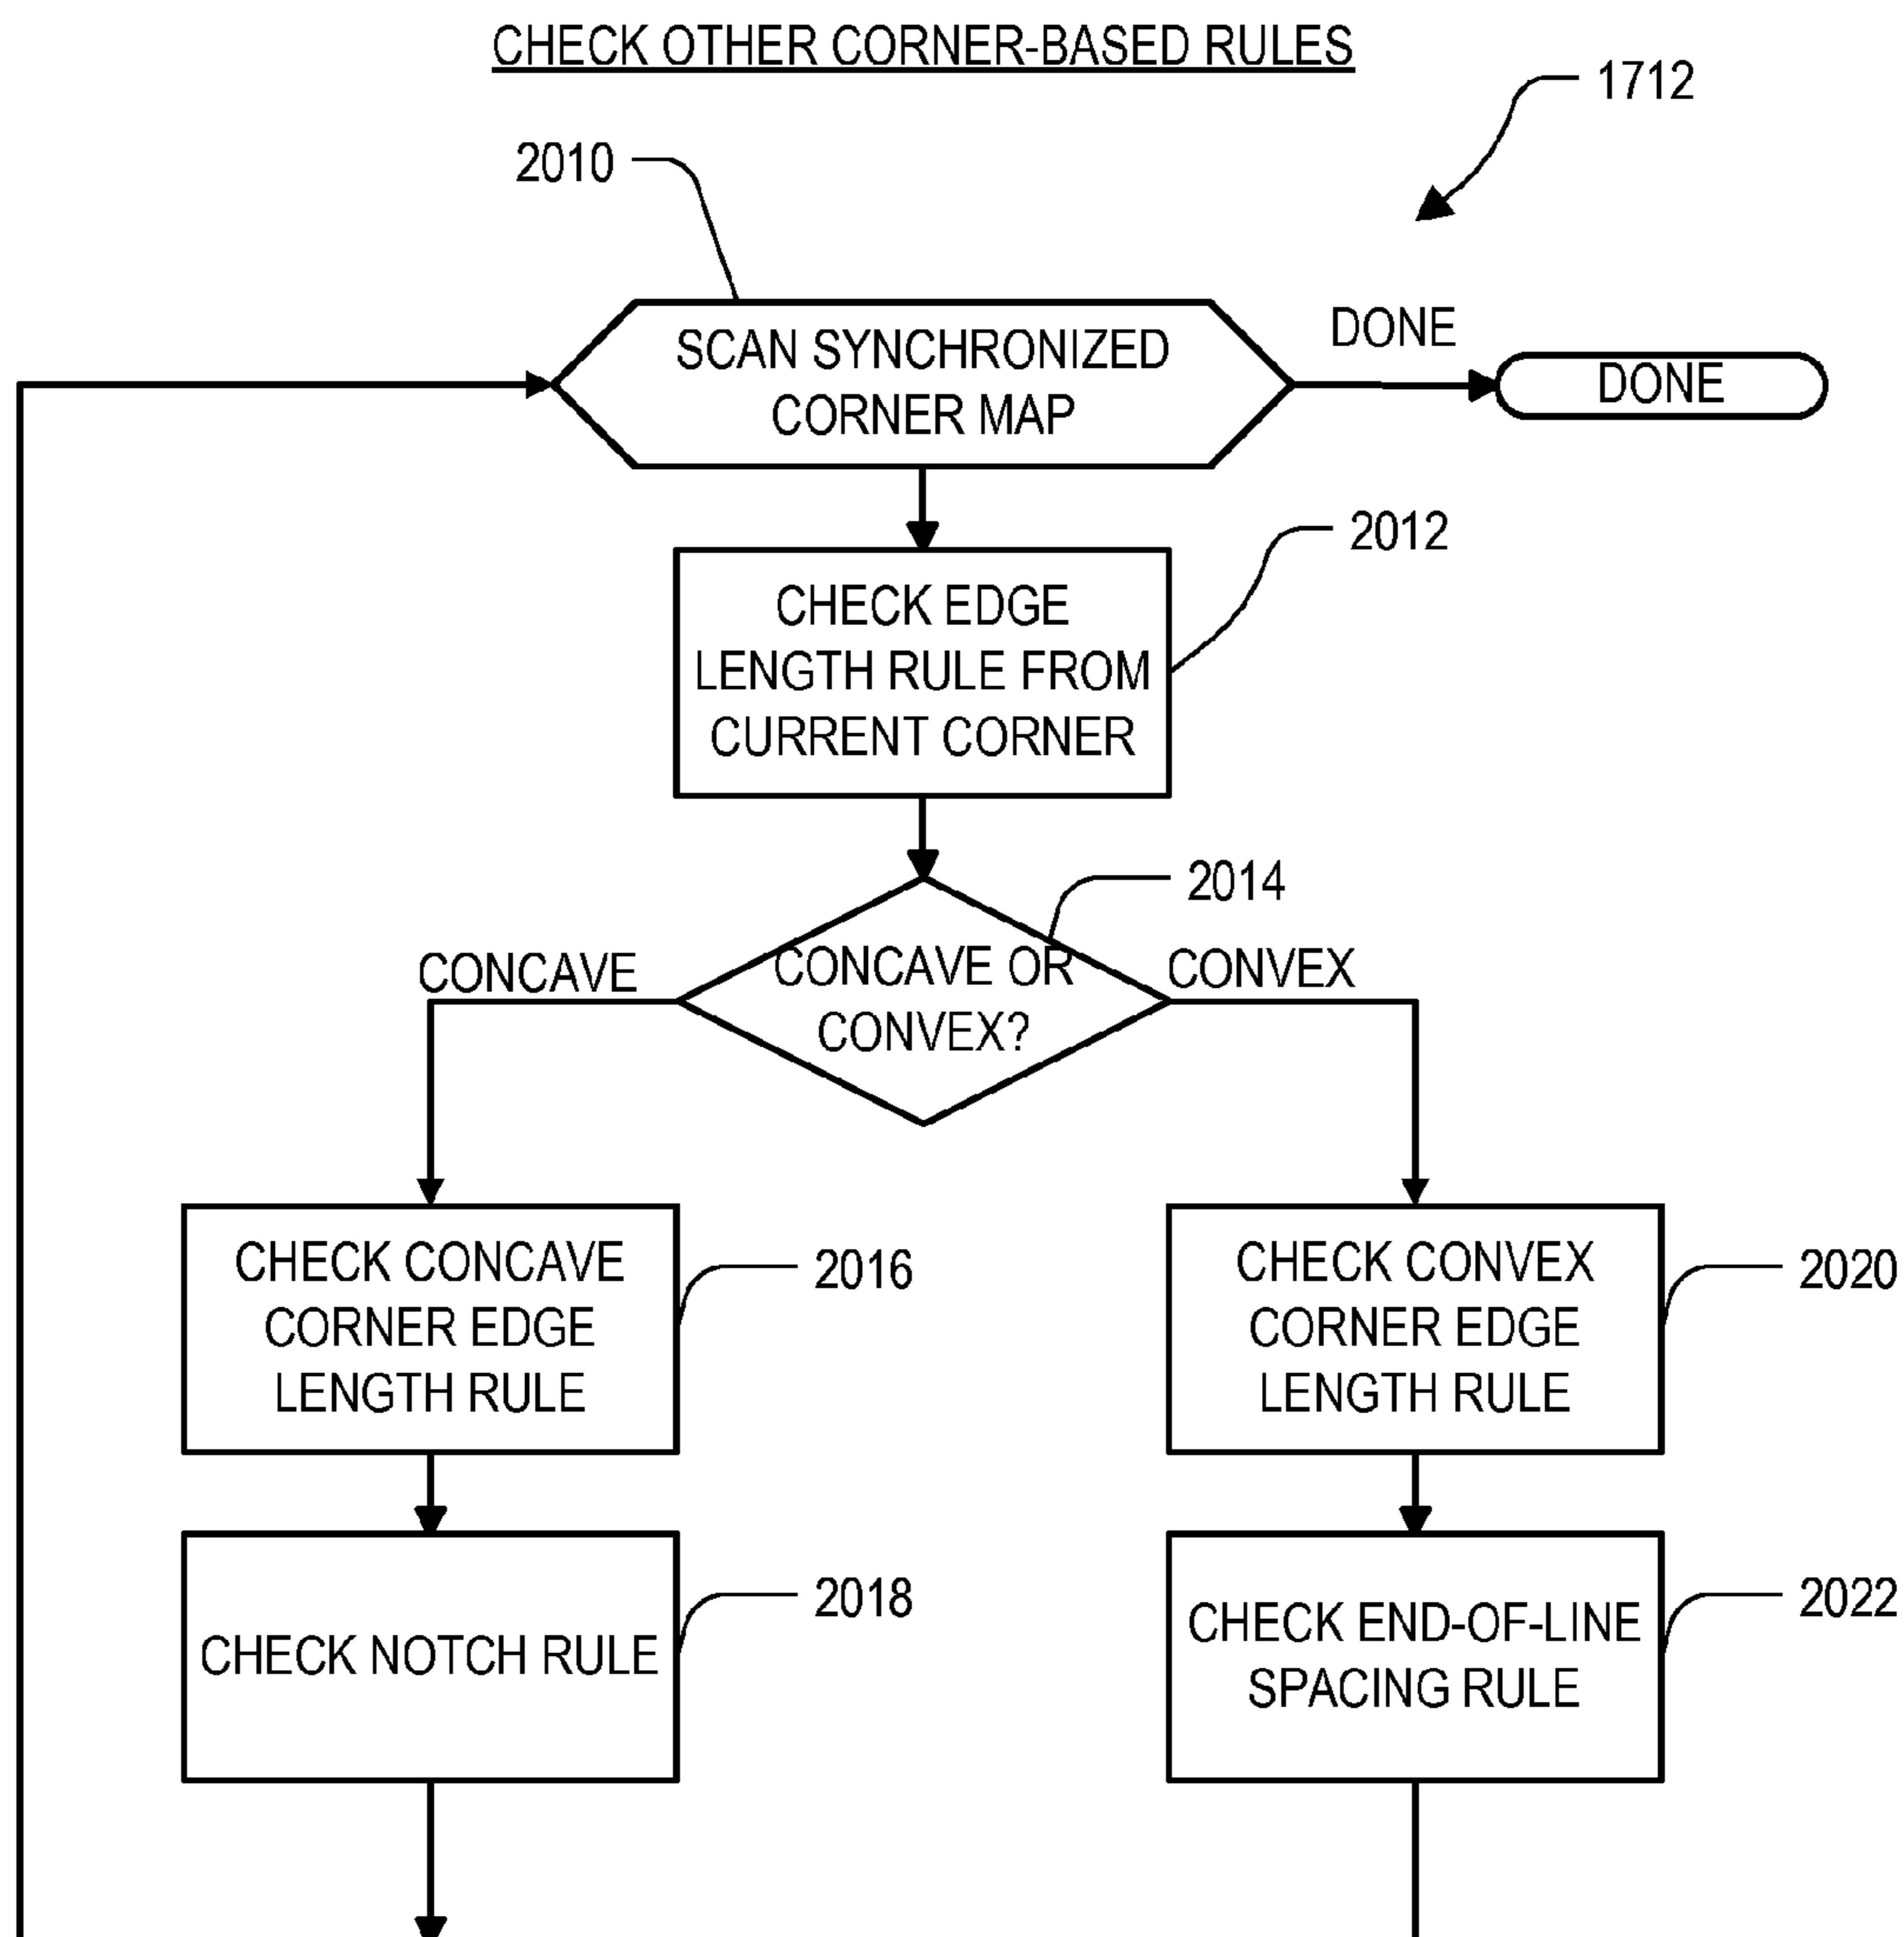 CHECK OTHER CORNER-BASED RULES
1712
2010
SCAN SYNCHRONIZED
CORNER MAP
DONE
DONE
2012
CHECK EDGE
LENGTH RULE FROM
CURRENT CORNER
2014
CONCAVE
CONCAVE OR
CONVEX?
CONVEX
CHECK CONCAVE
CORNER EDGE
LENGTH RULE
2016
CHECK CONVEX
CORNER EDGE
LENGTH RULE
2020
CHECK NOTCH RULE
2018
CHECK END-OF-LINE
SPACING RULE
2022